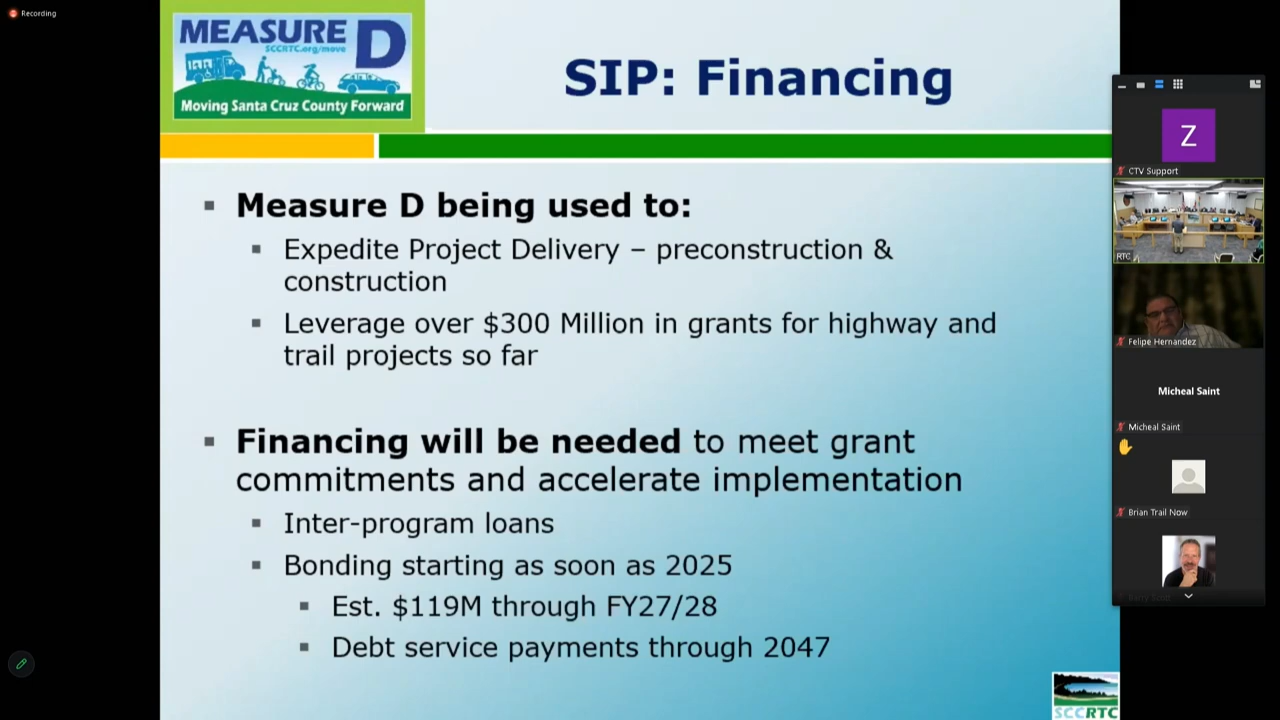 Recording
MEASURE D
SCCRTC.org/move
Moving Santa Cruz County Forward
SIP: Financing
Measure D being used to:
Expedite Project Delivery – preconstruction &
construction
Leverage over $300 Million in grants for highway and
trail projects so far
Financing will be needed to meet grant
commitments and accelerate implementation
Inter-program loans
Bonding starting as soon as 2025
Est. $119M through FY27/28
Debt service payments through 2047
SCCRTC
Z
CTV Support
RTC
Felipe Hernandez
Micheal Saint
Micheal Saint
Brian Trail Now